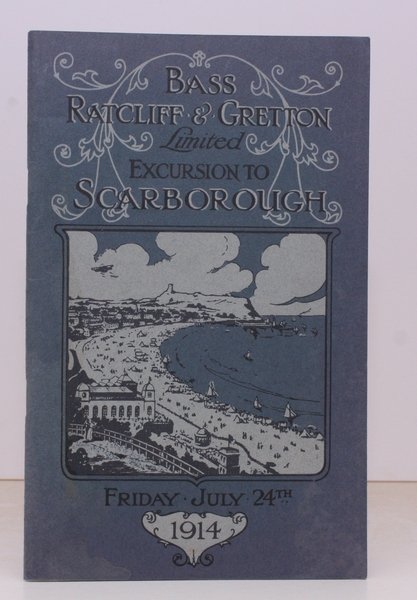 BASS
RATCLIFF & GRETTON
Limited
EXCURSION TO
SCARBOROUGH
FRIDAY · JULY · 24TH
1914